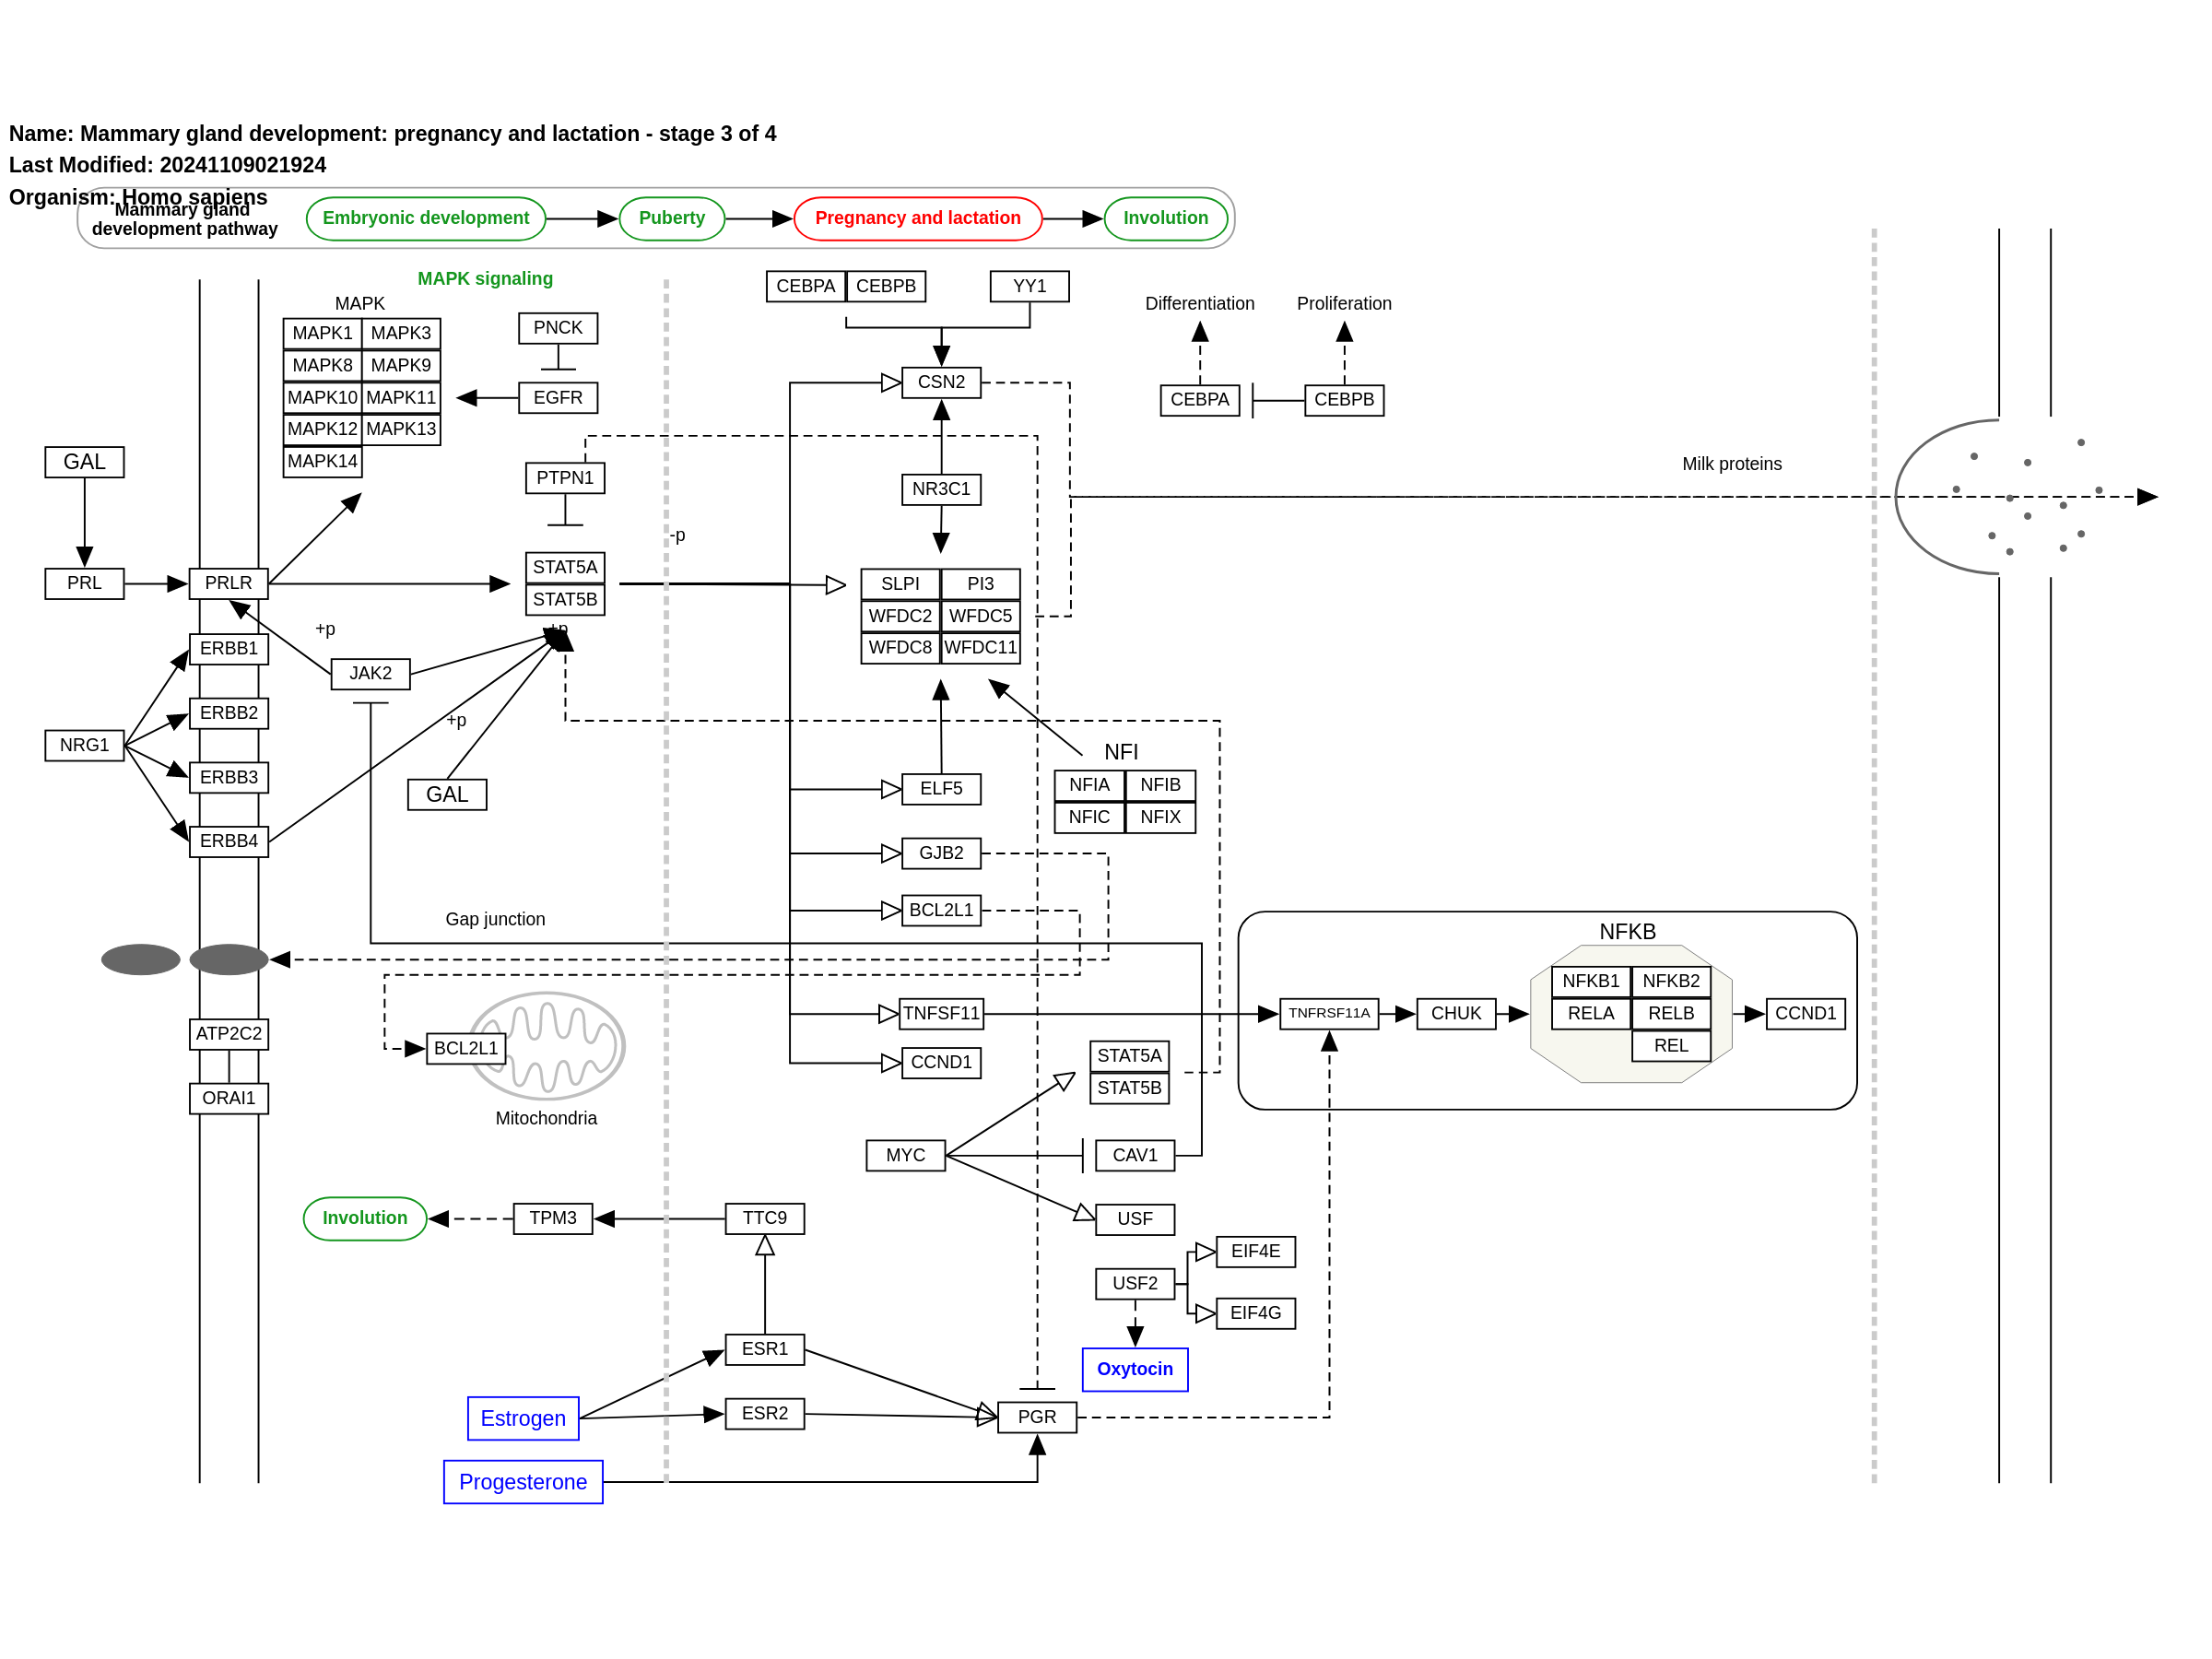 Name: Mammary gland development: pregnancy and lactation - stage 3 of 4
Last Modified: 20241109021924
Organism: Homo sapiens
Mammary gland
development pathway
Embryonic development
Puberty
Pregnancy and lactation
Involution
MAPK signaling
MAPK
MAPK1 MAPK3
MAPK8 MAPK9
MAPK10 MAPK11
MAPK12 MAPK13
MAPK14
PNCK
EGFR
CEBPA CEBPB
YY1
Differentiation
Proliferation
CSN2
CEBPA
CEBPB
GAL
PTPN1
NR3C1
Milk proteins
-p
PRL
PRLR
STAT5A
STAT5B
+p
+p
SLPI PI3
WFDC2 WFDC5
WFDC8 WFDC11
ERBB1
JAK2
ERBB2
+p
NRG1
ERBB3
GAL
ERBB4
NFI
NFIA NFIB
NFIC NFIX
ELF5
GJB2
BCL2L1
Gap junction
NFKB
NFKB1 NFKB2
RELA RELB
REL
TNFSF11
TNFRSF11A
CHUK
CCND1
ATP2C2
BCL2L1
CCND1
STAT5A
STAT5B
ORAI1
Mitochondria
MYC
CAV1
Involution
TPM3
TTC9
USF
EIF4E
USF2
EIF4G
ESR1
Oxytocin
Estrogen
ESR2
PGR
Progesterone